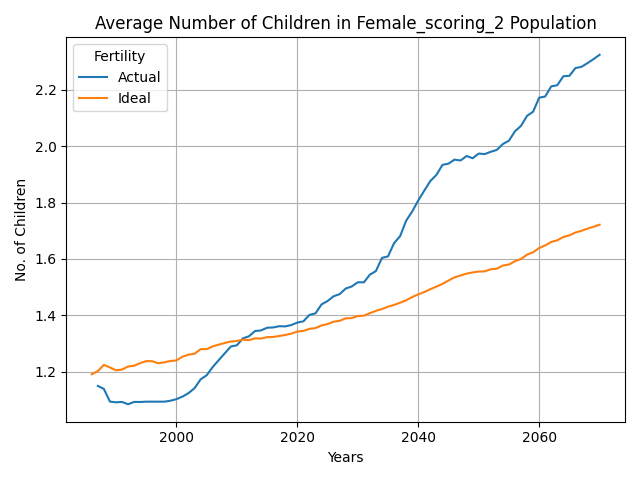 Average Number of Children in Female_scoring_2 Population
Fertility
Actual
Ideal
No. of Children
2.2
2.0
1.8
1.6
1.4
1.2
2000 2020 2040 2060
Years